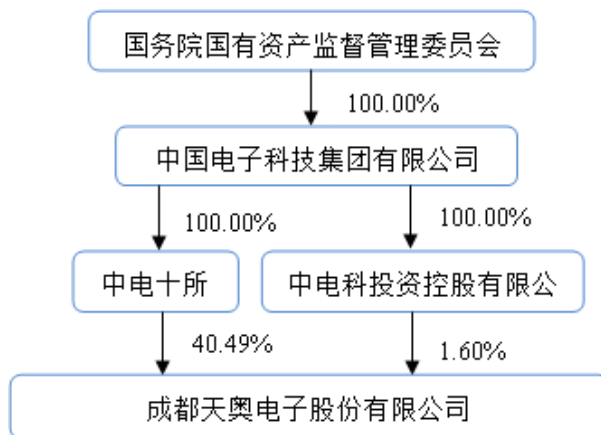 国务院国有资产监督管理委员会
100.00%
中国电子科技集团有限公司
100.00%
100.00%
中电十所
中电科投资控股有限公
40.49%
1.60%
成都天奥电子股份有限公司